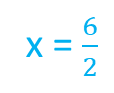 x = 6/2